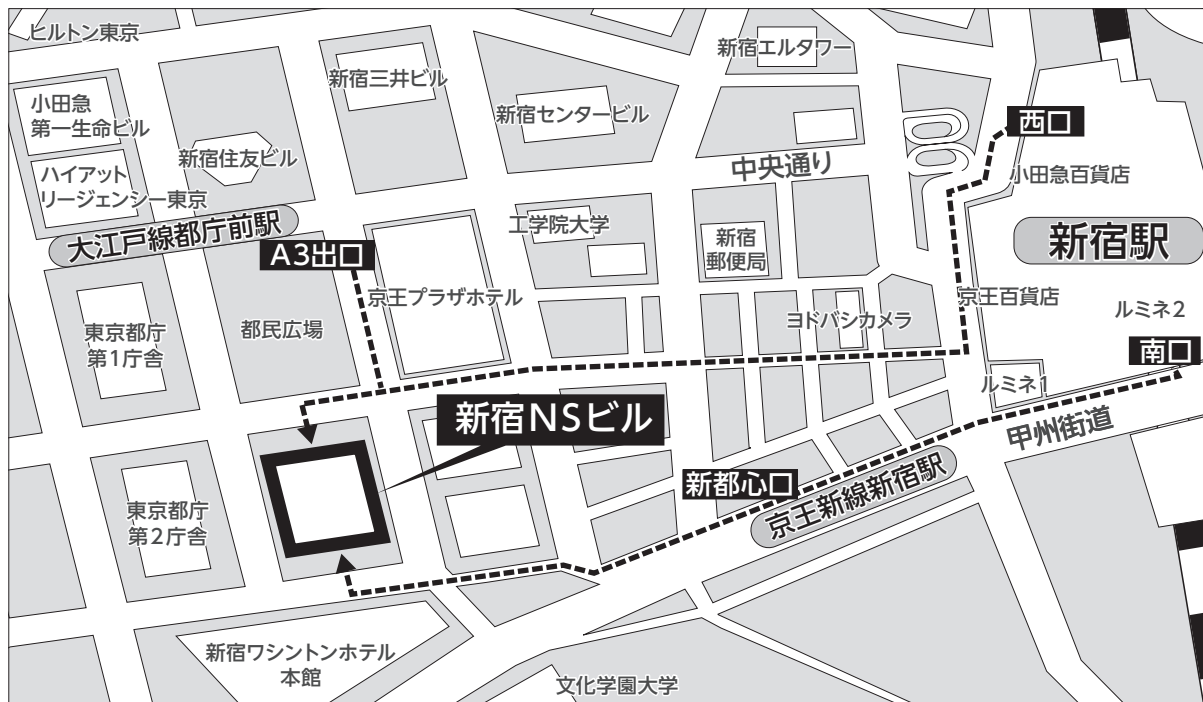 ヒルトン東京
新宿三井ビル
新宿エルタワー
小田急
第一生命ビル
新宿センタービル
西口
新宿住友ビル
中央通り
小田急百貨店
ハイアット
リージェンシー東京
工学院大学
新宿
郵便局
新宿駅
大江戸線都庁前駅
A3出口
京王プラザホテル
京王百貨店
ルミネ2
東京都庁
第1庁舎
都民広場
ヨドバシカメラ
南口
ルミネ1
新宿NSビル
甲州街道
新都心口
京王新線新宿駅
東京都庁
第2庁舎
新宿ワシントンホテル
本館
文化学園大学